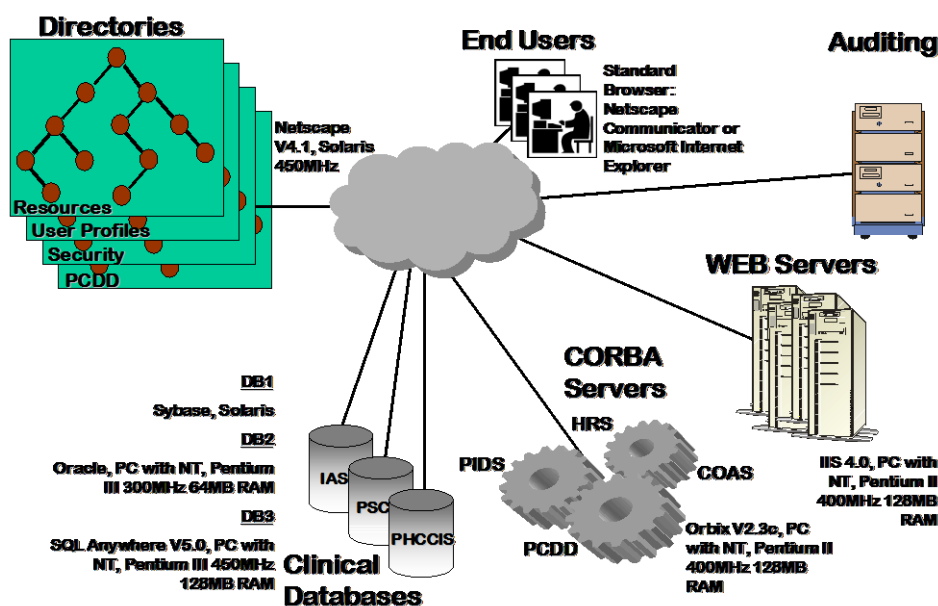 Directories
Resources
User Profiles
Security
PCDD
Netscape
V4.1, Solaris
450MHz
End Users
Standard
Browser:
Netscape
Communicator or
Microsoft Internet
Explorer
Auditing
WEB Servers
IIS 4.0, PC with
NT, Pentium II
400MHz 128MB
RAM
CORBA
Servers
HRS
PIDS
COAS
PCDD
Orbix V2.3c, PC
with NT, Pentium II
400MHz 128MB
RAM
DB1
Sybase, Solaris
DB2
Oracle, PC with NT, Pentium
III 300MHz 64MB RAM
DB3
SQL Anywhere V5.0, PC with
NT, Pentium III 450MHz
128MB RAM
IAS
PSC
PHCCIS
Clinical
Databases